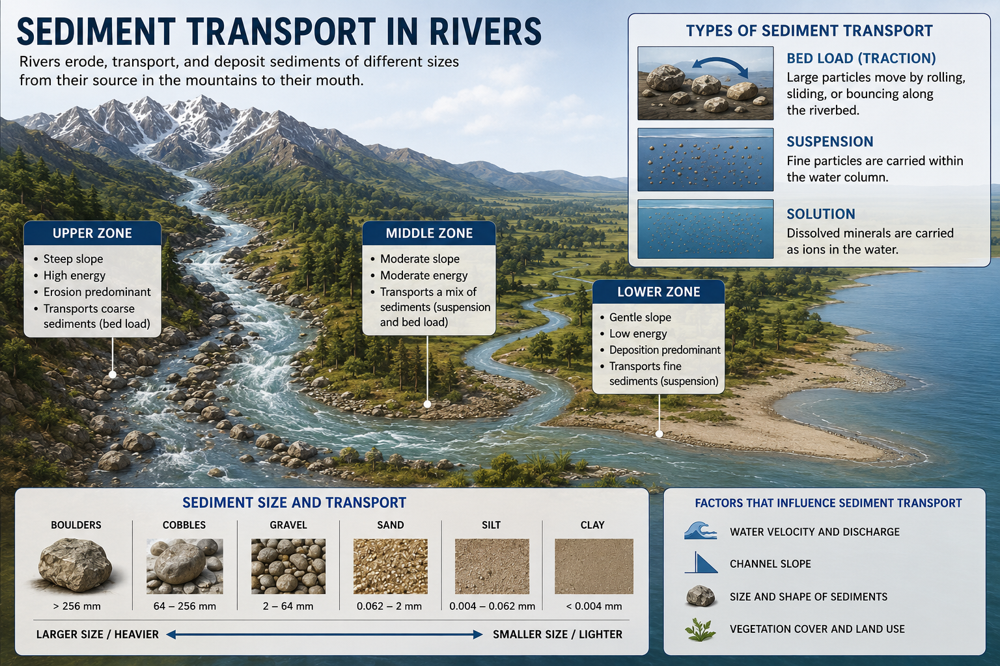 SEDIMENT TRANSPORT IN RIVERS
Rivers erode, transport, and deposit sediments of different sizes
from their source in the mountains to their mouth.
TYPES OF SEDIMENT TRANSPORT
BED LOAD (TRACTION)
Large particles move by rolling,
sliding, or bouncing along
the riverbed.
SUSPENSION
Fine particles are carried within
the water column.
SOLUTION
Dissolved minerals are carried
as ions in the water.
UPPER ZONE
• Steep slope
• High energy
• Erosion predominant
• Transports coarse
sediments (bed load)
MIDDLE ZONE
• Moderate slope
• Moderate energy
• Transports a mix of
sediments (suspension
and bed load)
LOWER ZONE
• Gentle slope
• Low energy
• Deposition predominant
• Transports fine
sediments (suspension)
SEDIMENT SIZE AND TRANSPORT
BOULDERS
> 256 mm
COBBLES
64 – 256 mm
GRAVEL
2 – 64 mm
SAND
0.062 – 2 mm
SILT
0.004 – 0.062 mm
CLAY
< 0.004 mm
LARGER SIZE / HEAVIER
SMALLER SIZE / LIGHTER
FACTORS THAT INFLUENCE SEDIMENT TRANSPORT
WATER VELOCITY AND DISCHARGE
CHANNEL SLOPE
SIZE AND SHAPE OF SEDIMENTS
VEGETATION COVER AND LAND USE